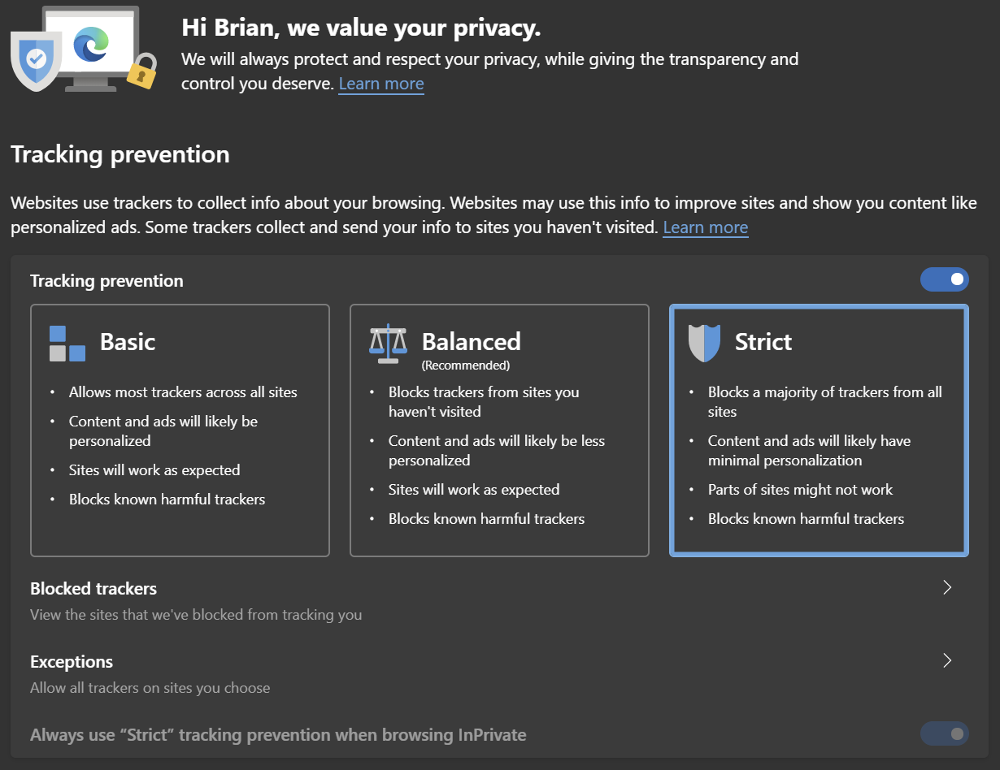 Hi Brian, we value your privacy.
We will always protect and respect your privacy, while giving the transparency and
control you deserve. Learn more
Tracking prevention
Websites use trackers to collect info about your browsing. Websites may use this info to improve sites and show you content like
personalized ads. Some trackers collect and send your info to sites you haven't visited. Learn more
Tracking prevention
Basic
• Allows most trackers across all sites
• Content and ads will likely be
personalized
• Sites will work as expected
• Blocks known harmful trackers
Balanced
(Recommended)
• Blocks trackers from sites you
haven't visited
• Content and ads will likely be less
personalized
• Sites will work as expected
• Blocks known harmful trackers
Strict
• Blocks a majority of trackers from all
sites
• Content and ads will likely have
minimal personalization
• Parts of sites might not work
• Blocks known harmful trackers
Blocked trackers
View the sites that we've blocked from tracking you
Exceptions
Allow all trackers on sites you choose
Always use “Strict” tracking prevention when browsing InPrivate